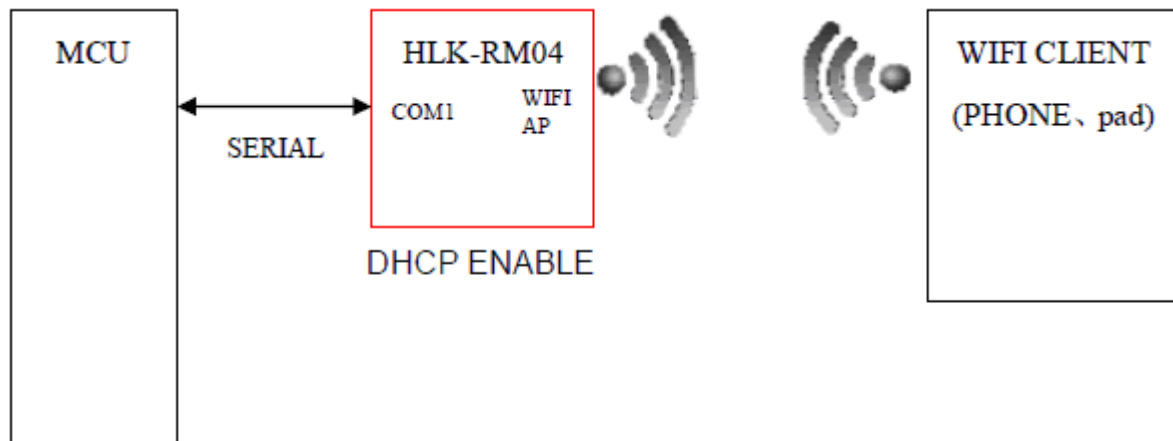 MCU
SERIAL
HLK-RM04
COM1
WIFI
AP
DHCP ENABLE
WIFI CLIENT
(PHONE、pad)